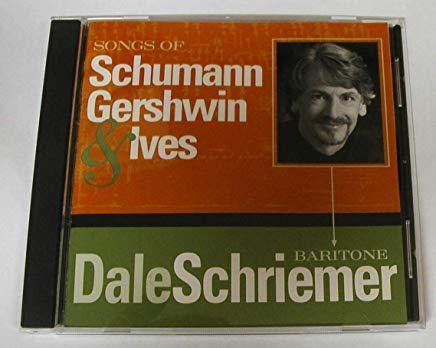 SONGS OF
Schumann
Gershwin
& Ives
BARITONE
DaleSchriemer